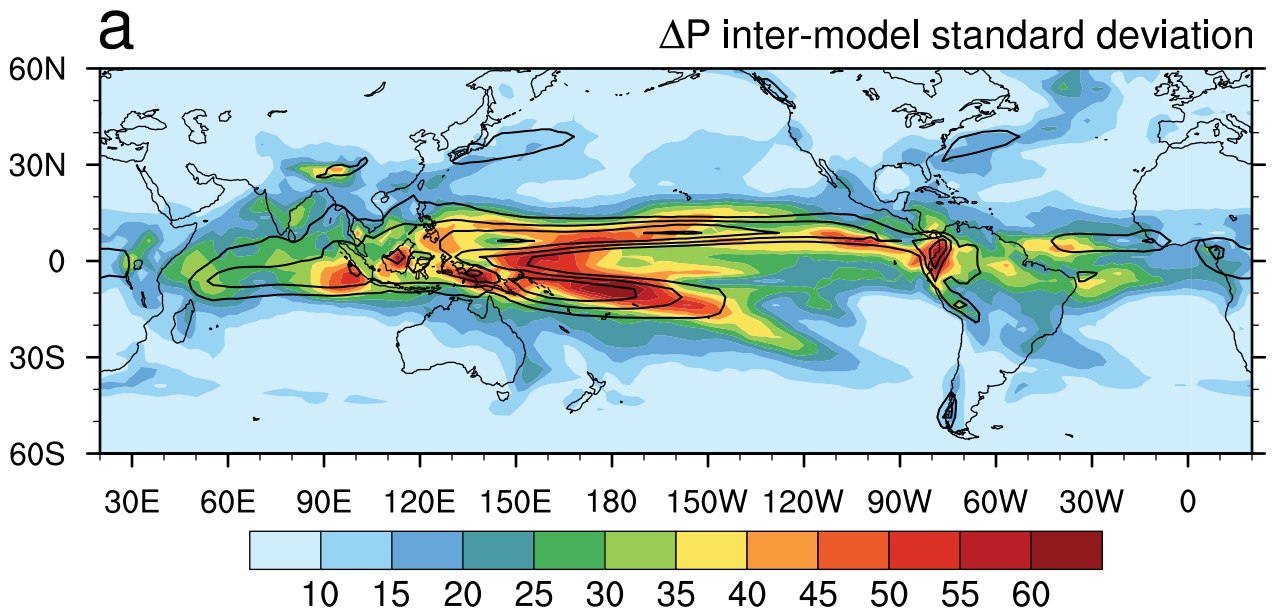 a
ΔP inter-model standard deviation
60N
30N
0
30S
60S
30E 60E 90E 120E 150E 180 150W 120W 90W 60W 30W 0
10 15 20 25 30 35 40 45 50 55 60